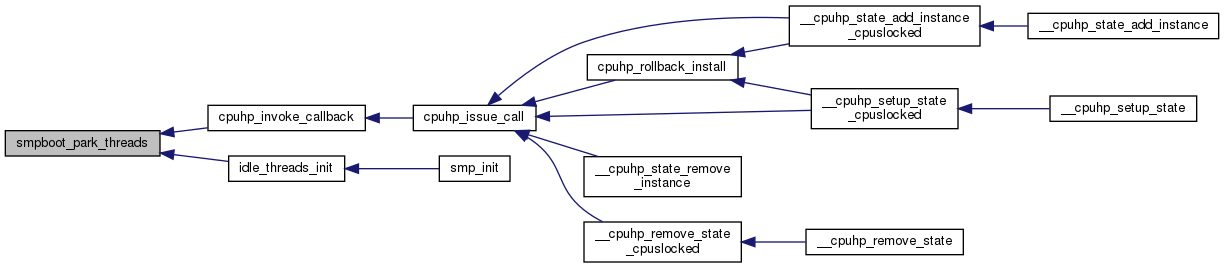 smpboot_park_threads
cpuhp_invoke_callback
idle_threads_init
cpuhp_issue_call
smp_init
cpuhp_rollback_install
__cpuhp_state_add_instance
_cpuslocked
__cpuhp_setup_state
_cpuslocked
__cpuhp_state_remove
_instance
__cpuhp_remove_state
_cpuslocked
__cpuhp_state_add_instance
__cpuhp_setup_state
__cpuhp_remove_state